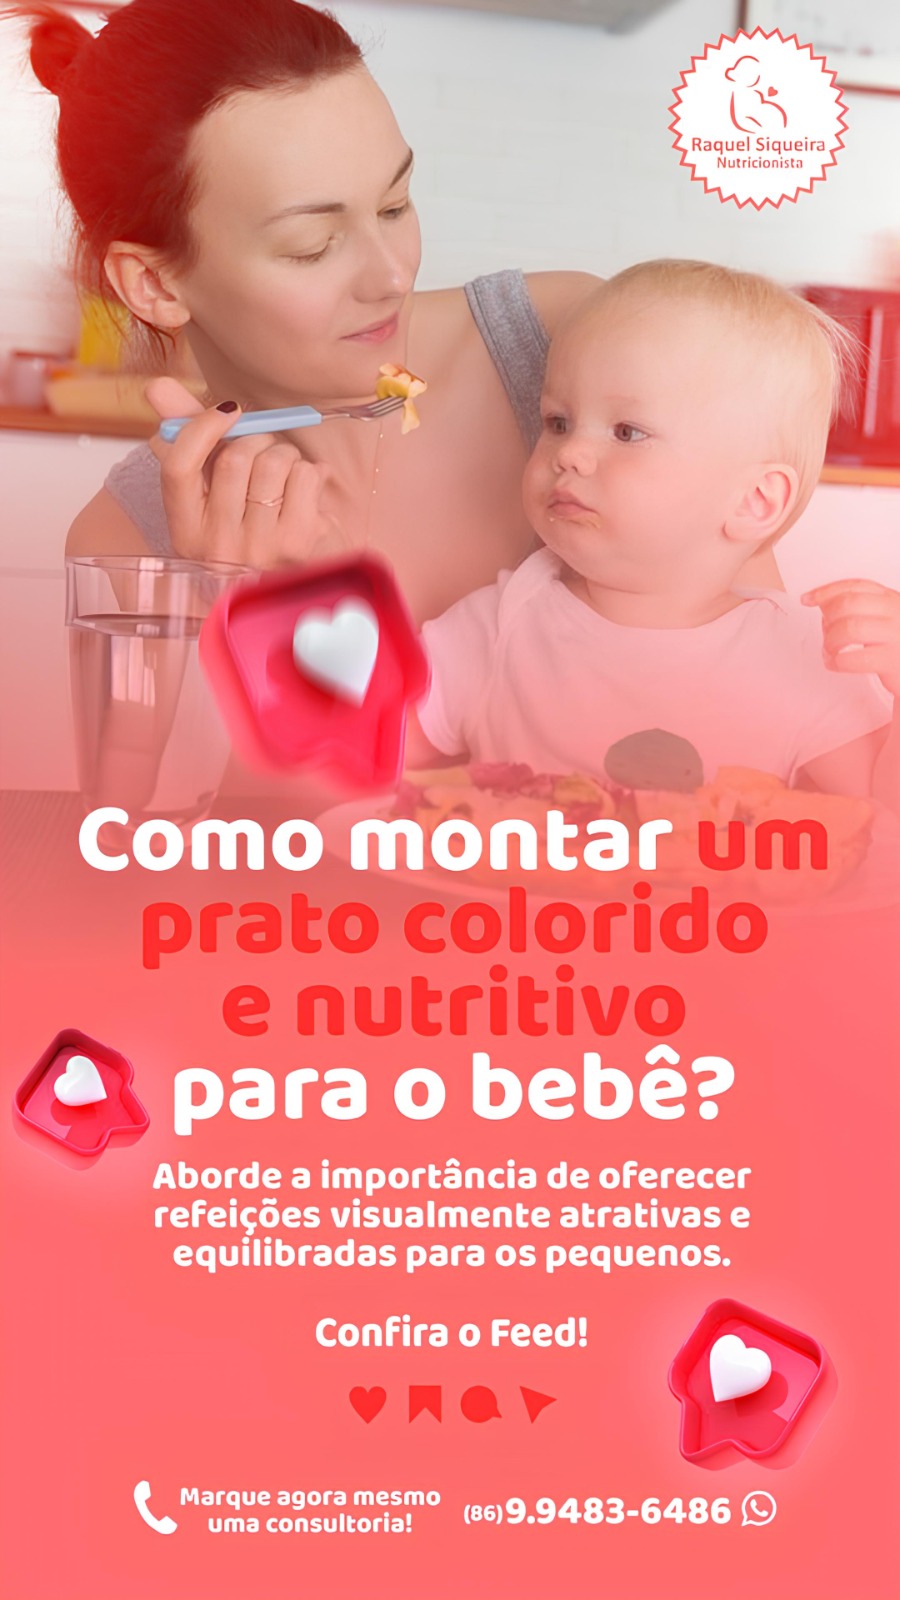 Raquel Siqueira
Nutricionista
Como montar um
prato colorido
e nutritivo
para o bebê?
Aborde a importância de oferecer
refeições visualmente atrativas e
equilibradas para os pequenos.
Confira o Feed!
Marque agora mesmo
uma consultoria!
(86)9.9483-6486